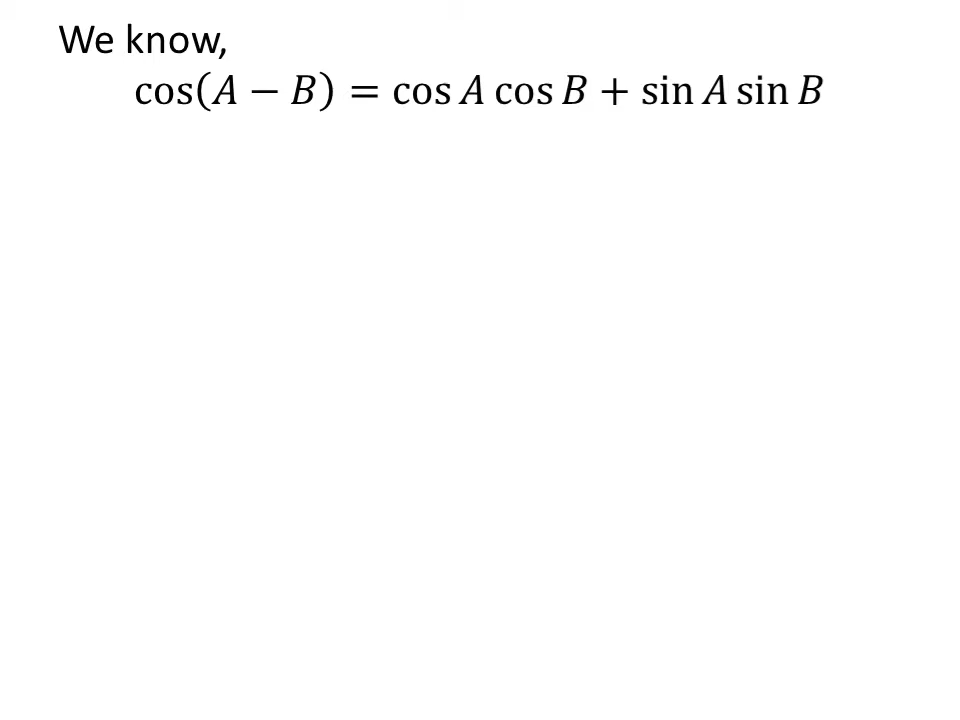 We know,
cos(A − B) = cos A cos B + sin A sin B